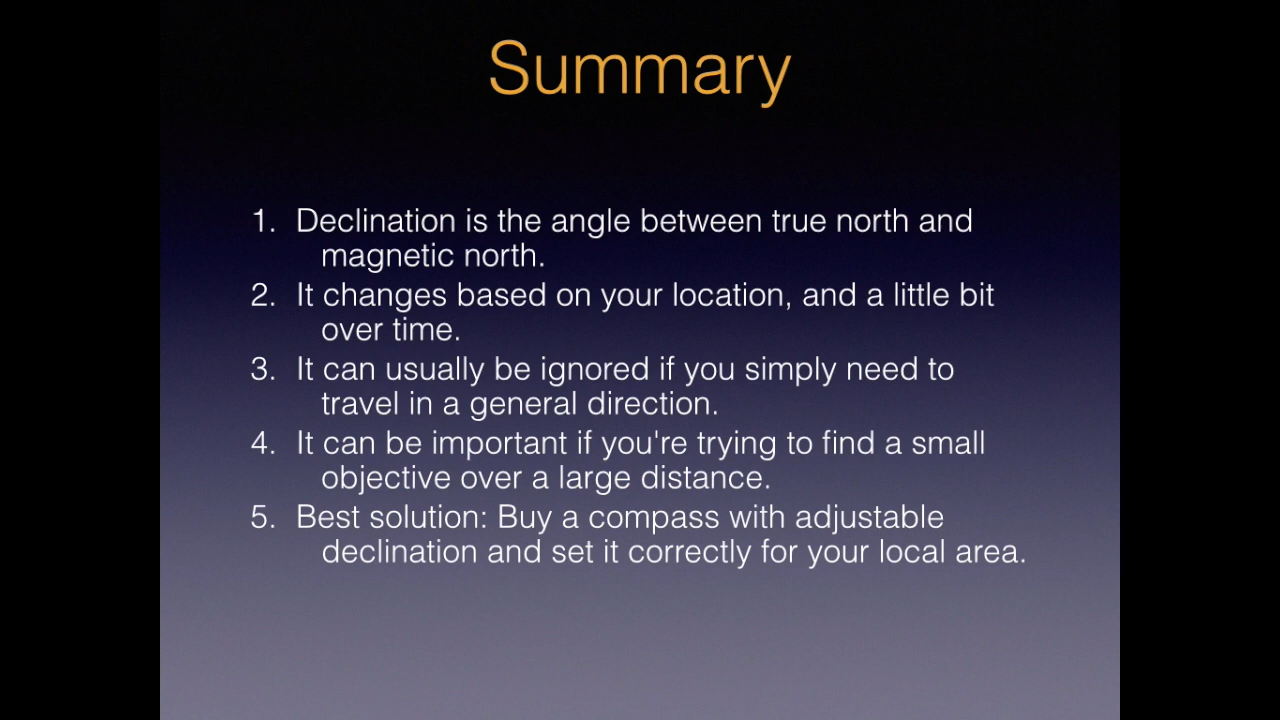 Summary
1. Declination is the angle between true north and
magnetic north.
2. It changes based on your location, and a little bit
over time.
3. It can usually be ignored if you simply need to
travel in a general direction.
4. It can be important if you're trying to find a small
objective over a large distance.
5. Best solution: Buy a compass with adjustable
declination and set it correctly for your local area.